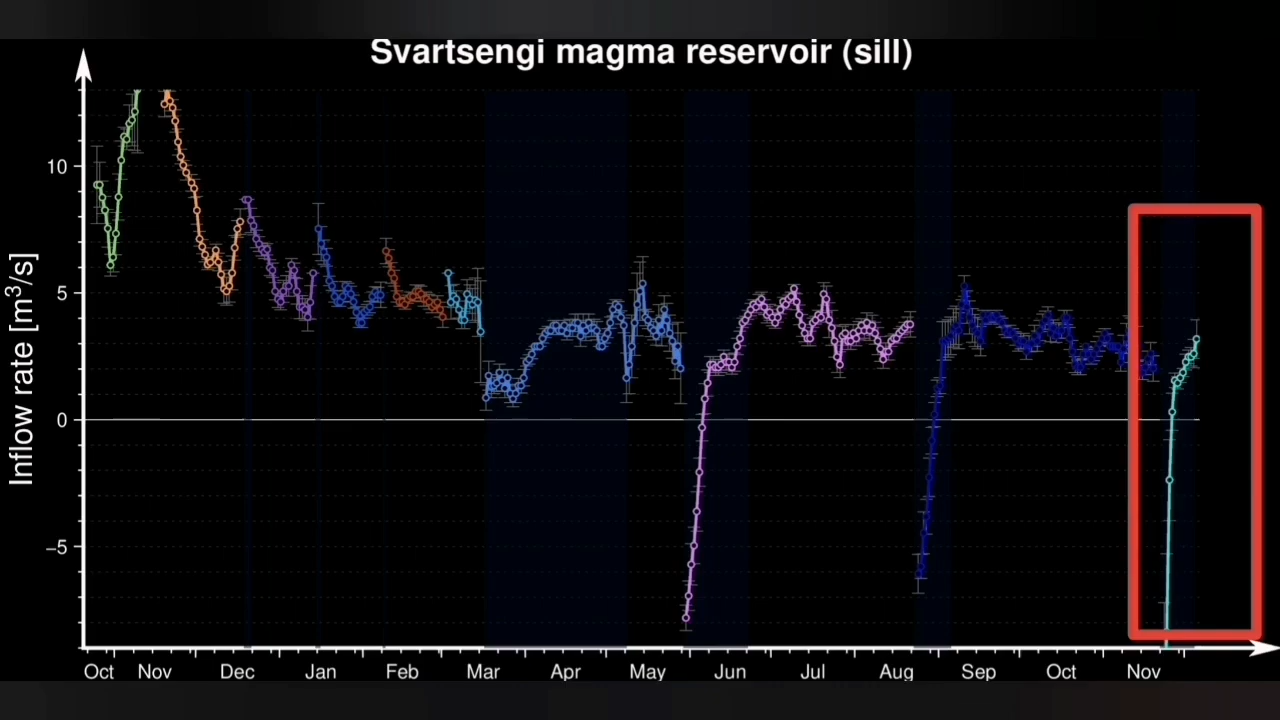 Svartsengi magma reservoir (sill)
Inflow rate [m³/s]
10
5
0
–5
Oct Nov Dec Jan Feb Mar Apr May Jun Jul Aug Sep Oct Nov